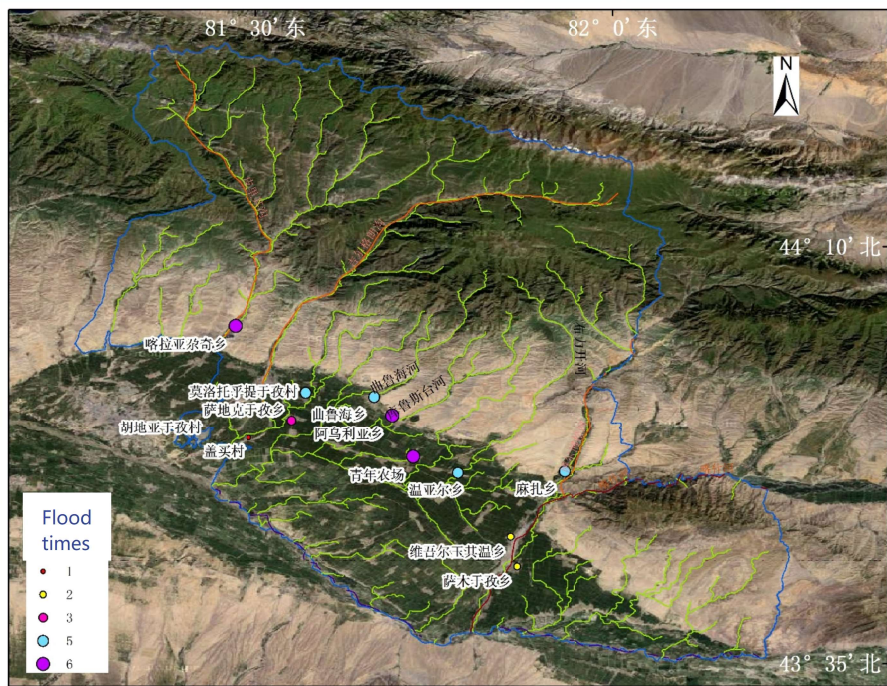 81° 30' 东
82° 0' 东
N
44° 10' 北
喀拉亚尕奇乡
曲鲁海河
莫洛托乎提于孜村
萨地克于孜乡
胡地亚于孜村
曲鲁海乡
阿乌利亚乡
盖买村
青年农场
温亚尔乡
麻扎乡
维吾尔玉其温乡
萨木于孜乡
Flood
times
1
2
3
5
6
43° 35' 北